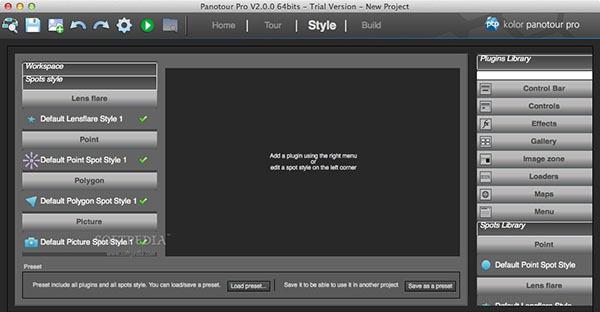 Panotour Pro V2.0.0 64bits - Trial Version - New Project
Home
Tour
Style
Build
ptp
kolor panotour pro
Workspace
Spots style
Lens flare
Default Lensflare Style 1
Point
Default Point Spot Style 1
Polygon
Default Polygon Spot Style 1
Picture
Default Picture Spot Style 1
SOFTPEDIA
www.softpedia.com
Add a plugin using the right menu
or
edit a spot style on the left corner
Plugins Library
Control Bar
Controls
fx
Effects
Gallery
Image zone
Loaders
Maps
Menu
Spots Library
Point
Default Point Spot Style
Lens flare
Default Lensflare Style
Preset
Preset include all plugins and all spots style. You can load/save a preset.
Load preset...
Save it to be able to use it in another project
Save as a preset